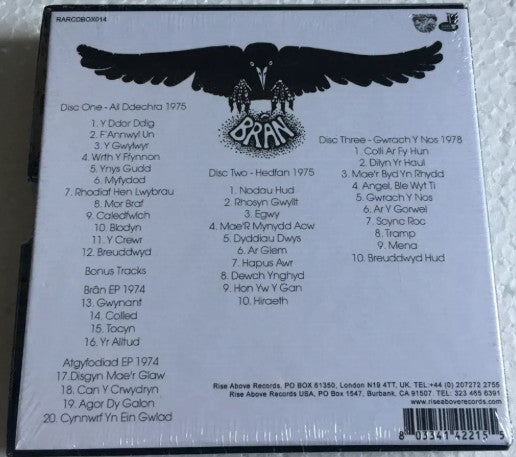 RARCDBOX014
BRÂN
Disc One - Ail Ddechra 1975
1. Y Ddor Ddig
2. F'Annwyl Un
3. Y Gwylwyr
4. Wrth Y Ffynnon
5. Ynys Gudd
6. Myfydod
7. Rhodiaf Hen Lwybrau
8. Mor Braf
9. Caledfwlch
10. Blodyn
11. Y Crewr
12. Breuddwyd
Bonus Tracks
Brân EP 1974
13. Gwynant
14. Colled
15. Tocyn
16. Yr Alltud
Atgyfodiad EP 1974
17. Disgyn Mae'r Glaw
18. Can Y Crwydryn
19. Agor Dy Galon
20. Cynnwrf Yn Ein Gwlad
Disc Two - Hedfan 1975
1. Nodau Hud
2. Rhosyn Gwyllt
3. Egwy
4. Mae'R Mynydd Acw
5. Dyddiau Dwys
6. Ar Glem
7. Hapus Awr
8. Dewch Ynghyd
9. Hon Yw Y Gan
10. Hiraeth
Disc Three - Gwrach Y Nos 1978
1. Colli Ar Fy Hun
2. Dilyn Yr Haul
3. Mae'r Byd Yn Rhydd
4. Angel, Ble Wyt Ti
5. Gwrach Y Nos
6. Ar Y Gorwel
7. Scync Roc
8. Tramp
9. Mena
10. Breuddwyd Hud
Rise Above Records, PO BOX 61350, London N19 4TT, UK. TEL:+44 (0) 207272 2755
Rise Above Records USA, PO Box 1547, Burbank, CA 91507. TEL: 323 465 6391
www.riseaboverecords.com
8 03341 42215 5